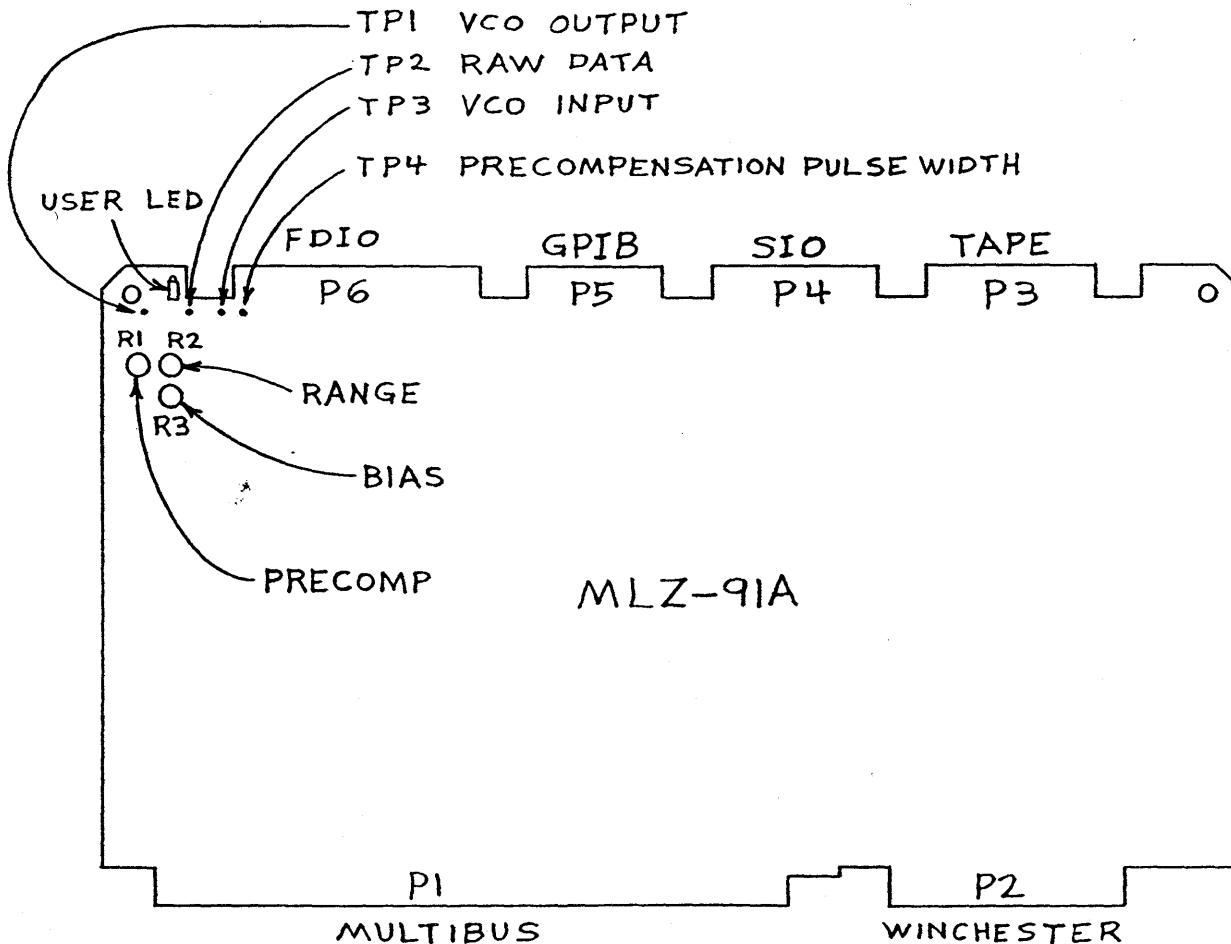 TP1 VCO OUTPUT
TP2 RAW DATA
TP3 VCO INPUT
TP4 PRECOMPENSATION PULSE WIDTH
USER LED
FDIO GPIB SIO TAPE
P6 P5 P4 P3
R1 R2
RANGE
R3
BIAS
PRECOMP
MLZ-91A
P1 P2
MULTIBUS WINCHESTER